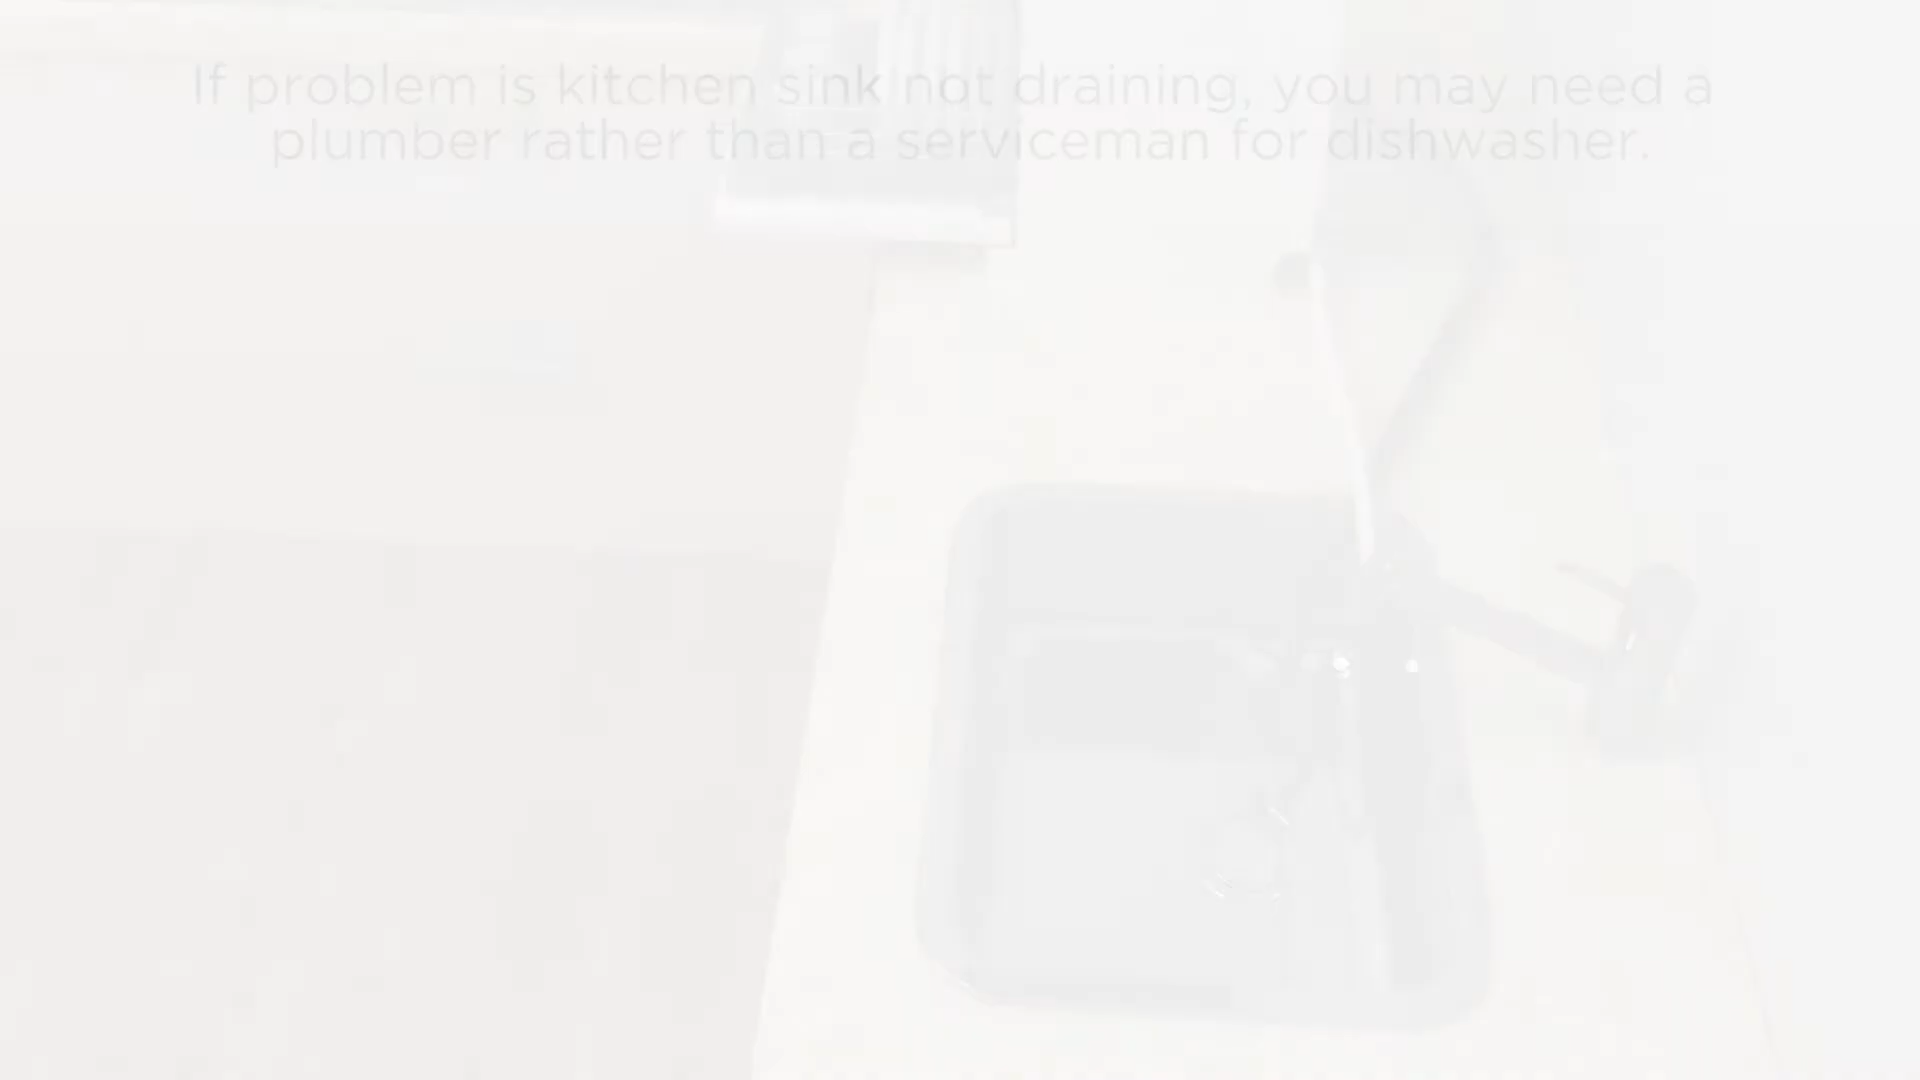 If problem is kitchen sink not draining, you may need a
plumber rather than a serviceman for dishwasher.